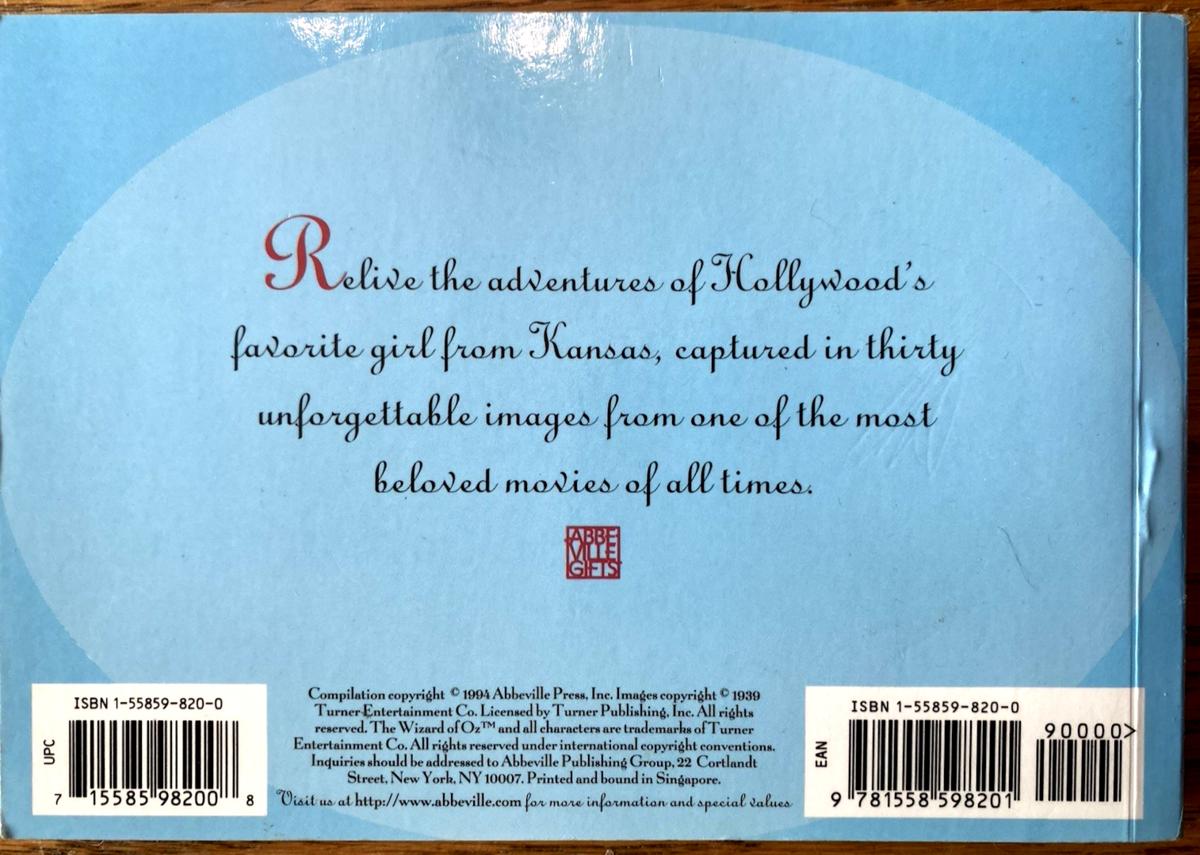 Relive the adventures of Hollywood's
favorite girl from Kansas, captured in thirty
unforgettable images from one of the most
beloved movies of all times.
ABBE
VILLE
GIFTS
ISBN 1-55859-820-0
UPC
7 15585 98200 8
Compilation copyright © 1994 Abbeville Press, Inc. Images copyright © 1939
Turner Entertainment Co. Licensed by Turner Publishing, Inc. All rights
reserved. The Wizard of Oz™ and all characters are trademarks of Turner
Entertainment Co. All rights reserved under international copyright conventions.
Inquiries should be addressed to Abbeville Publishing Group, 22 Cortlandt
Street, New York, NY 10007. Printed and bound in Singapore.
Visit us at http://www.abbeville.com for more information and special values
ISBN 1-55859-820-0
90000>
EAN
9 781558 598201